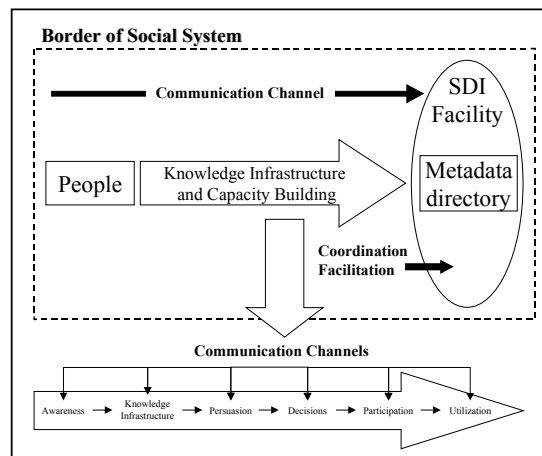 Border of Social System
Communication Channel
SDI
Facility
People
Knowledge Infrastructure
and Capacity Building
Metadata
directory
Coordination
Facilitation
Communication Channels
Awareness
Knowledge
Infrastructure
Persuasion
Decisions
Participation
Utilization